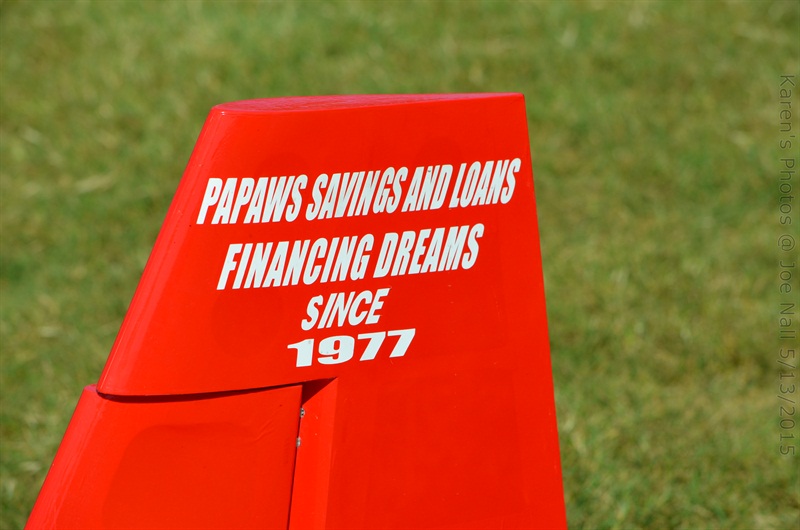 PAPAWS SAVINGS AND LOANS
FINANCING DREAMS
SINCE
1977
Karen's Photos @ Joe Nall 5/13/2015